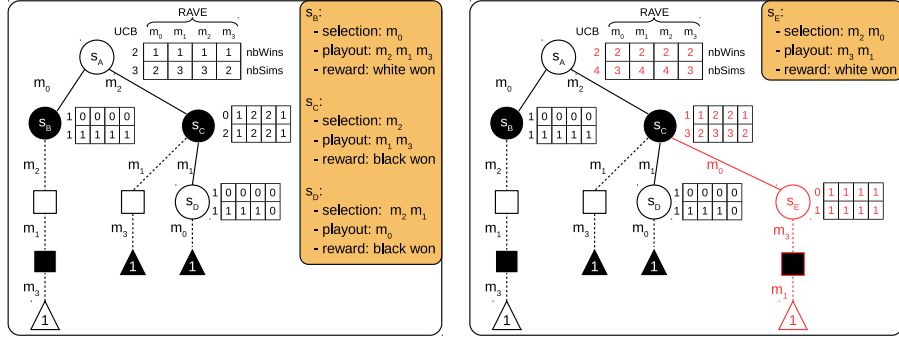 RAVE
UCB m0 m1 m2 m3
2 1 1 1 1 nbWins
3 2 3 3 2 nbSims
sA
m0
m2
sB
1 0 0 0 0
1 1 1 1 1
sC
0 1 2 2 1
2 1 2 2 1
m2
m1
m1
sD
1 0 0 0 0
1 1 1 1 0
m1
m3
m0
1
1
m3
1
sB:
- selection: m0
- playout: m2 m1 m3
- reward: white won
sC:
- selection: m2
- playout: m1 m3
- reward: black won
sD:
- selection: m2 m1
- playout: m0
- reward: black won
RAVE
UCB m0 m1 m2 m3
2 2 2 2 2 nbWins
4 3 4 4 3 nbSims
sA
m0
m2
sB
1 0 0 0 0
1 1 1 1 1
sC
1 1 2 2 1
3 2 3 3 2
m2
m1
m1
m0
sD
1 0 0 0 0
1 1 1 1 0
sE
0 1 1 1 1
1 1 1 1 1
m1
m3
m0
m3
1
1
m3
m1
1
1
sE:
- selection: m2 m0
- playout: m3 m1
- reward: white won